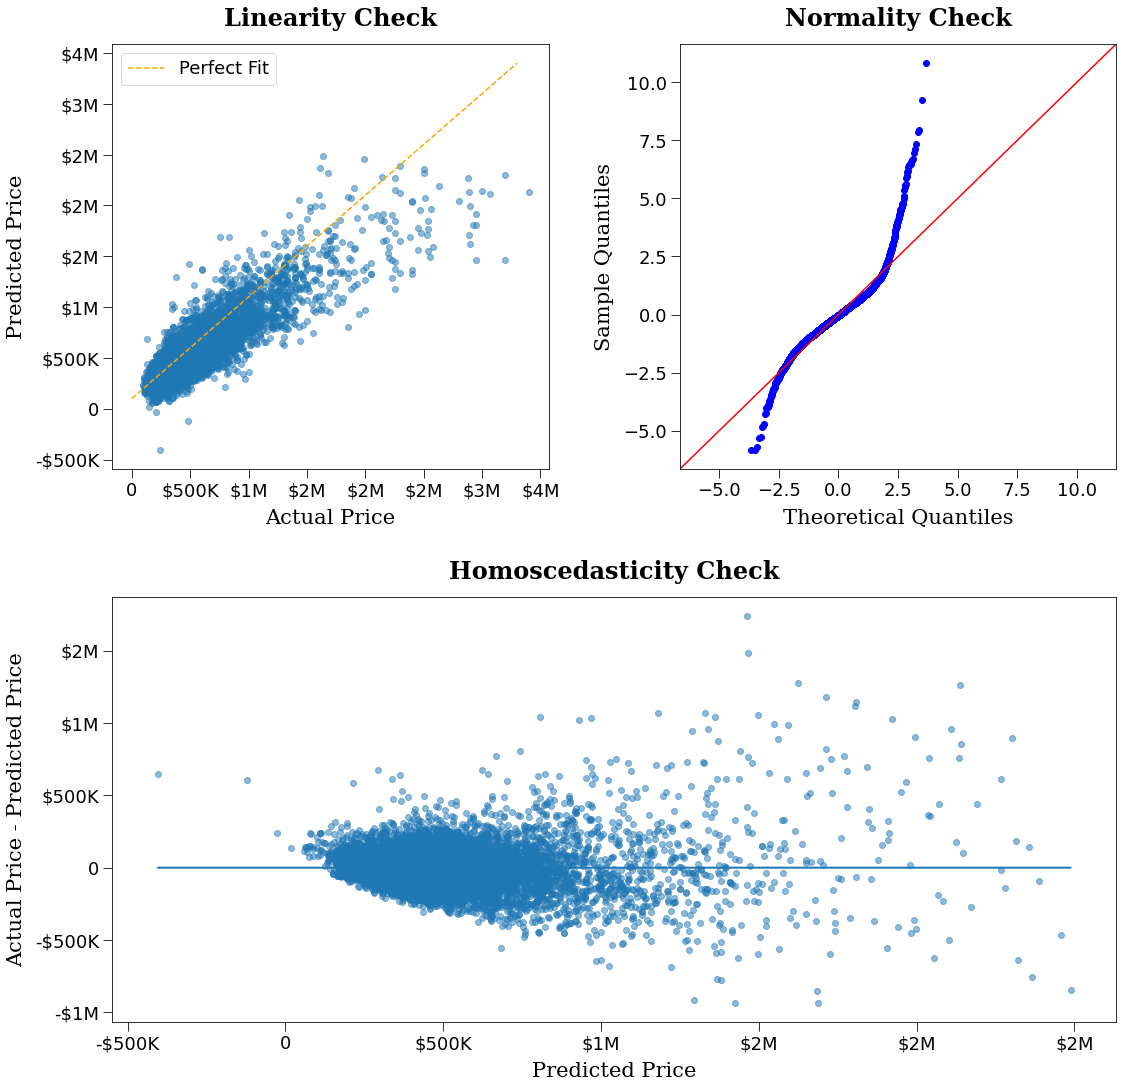 Linearity Check
Perfect Fit
$4M
$3M
$2M
$2M
$2M
$1M
$500K
0
-$500K
Predicted Price
0 $500K $1M $2M $2M $2M $3M $4M
Actual Price
Normality Check
10.0
7.5
5.0
2.5
0.0
−2.5
−5.0
Sample Quantiles
−5.0 −2.5 0.0 2.5 5.0 7.5 10.0
Theoretical Quantiles
Homoscedasticity Check
$2M
$1M
$500K
0
-$500K
-$1M
Actual Price - Predicted Price
-$500K 0 $500K $1M $2M $2M $2M
Predicted Price